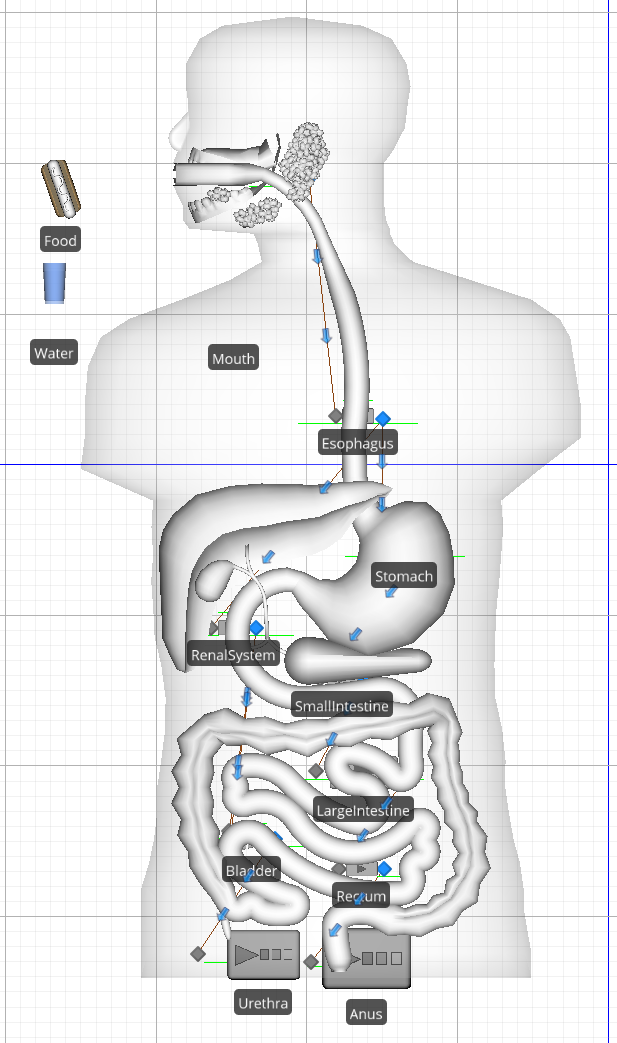 Food
Water
Mouth
Esophagus
Stomach
RenalSystem
SmallIntestine
LargeIntestine
Bladder
Rectum
Urethra
Anus